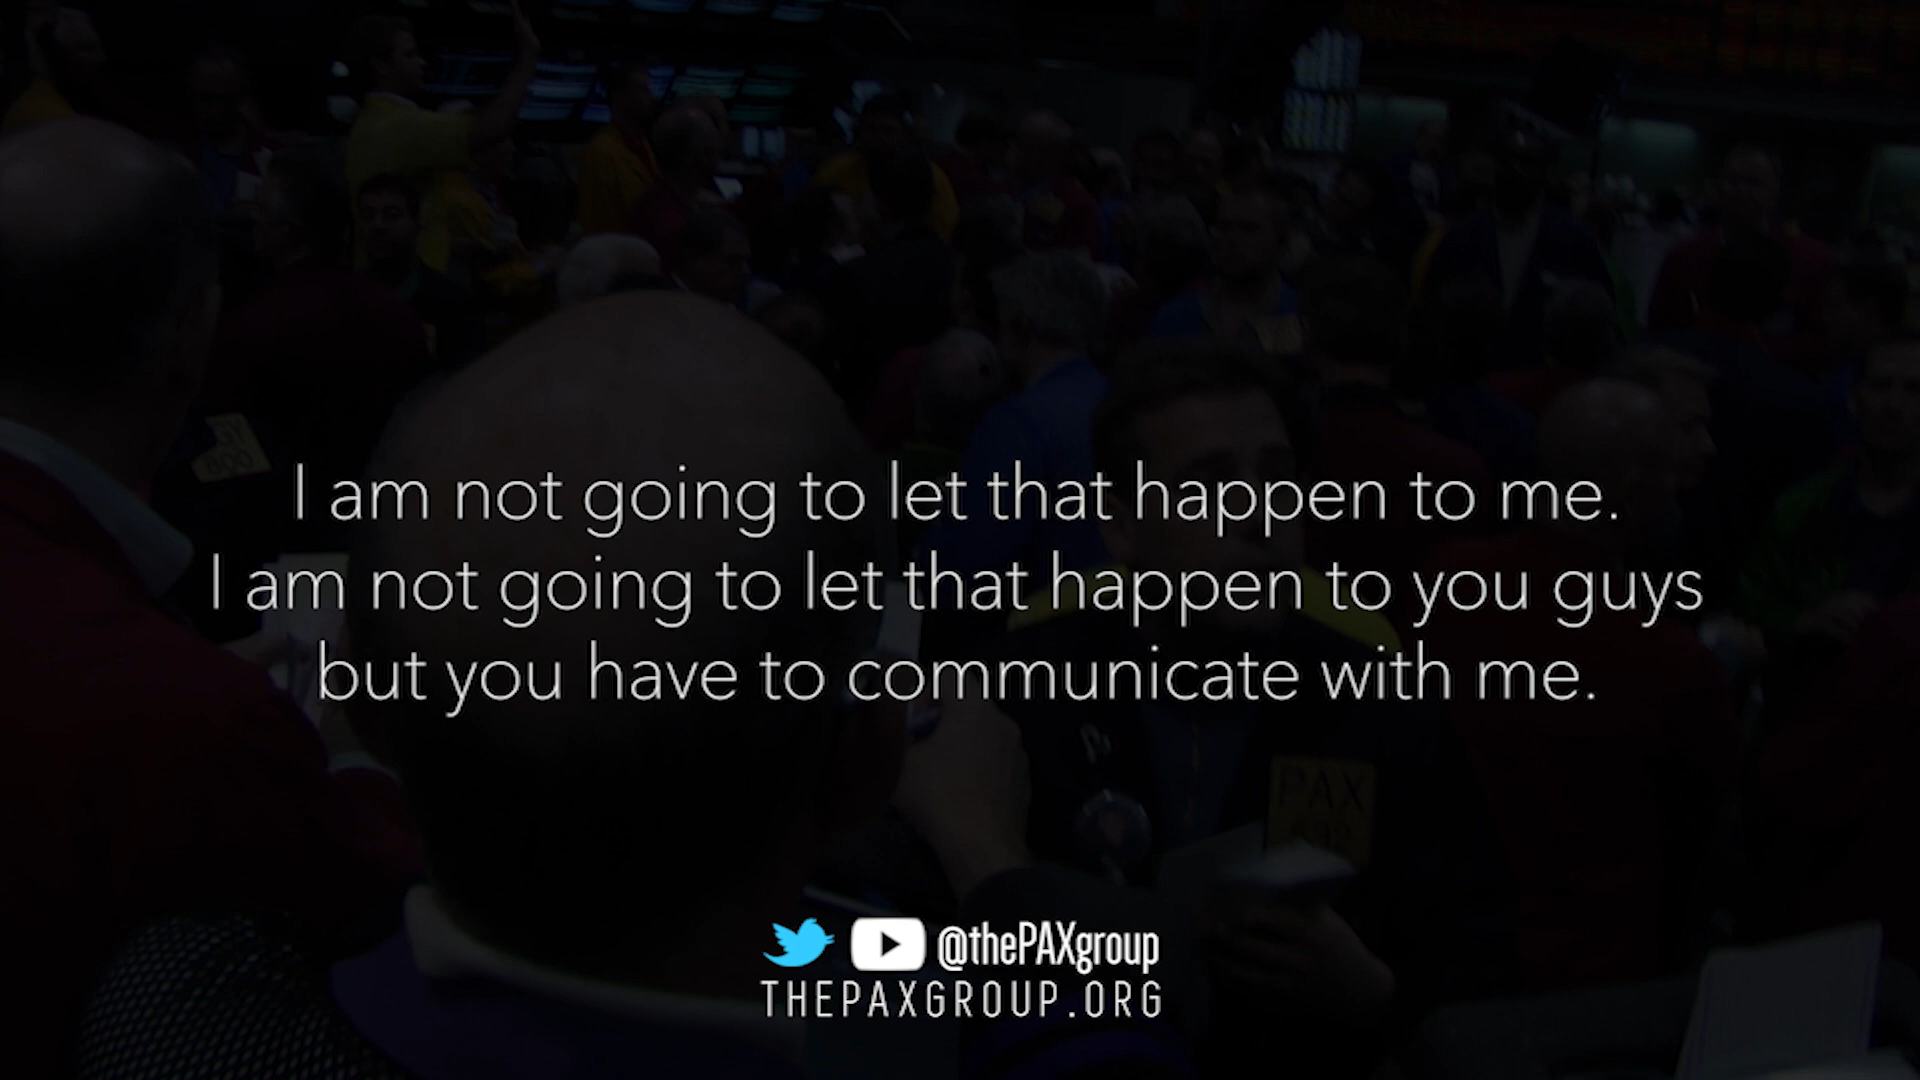 I am not going to let that happen to me.
I am not going to let that happen to you guys
but you have to communicate with me.
PAX
@thePAXgroup
THEPAXGROUP.ORG